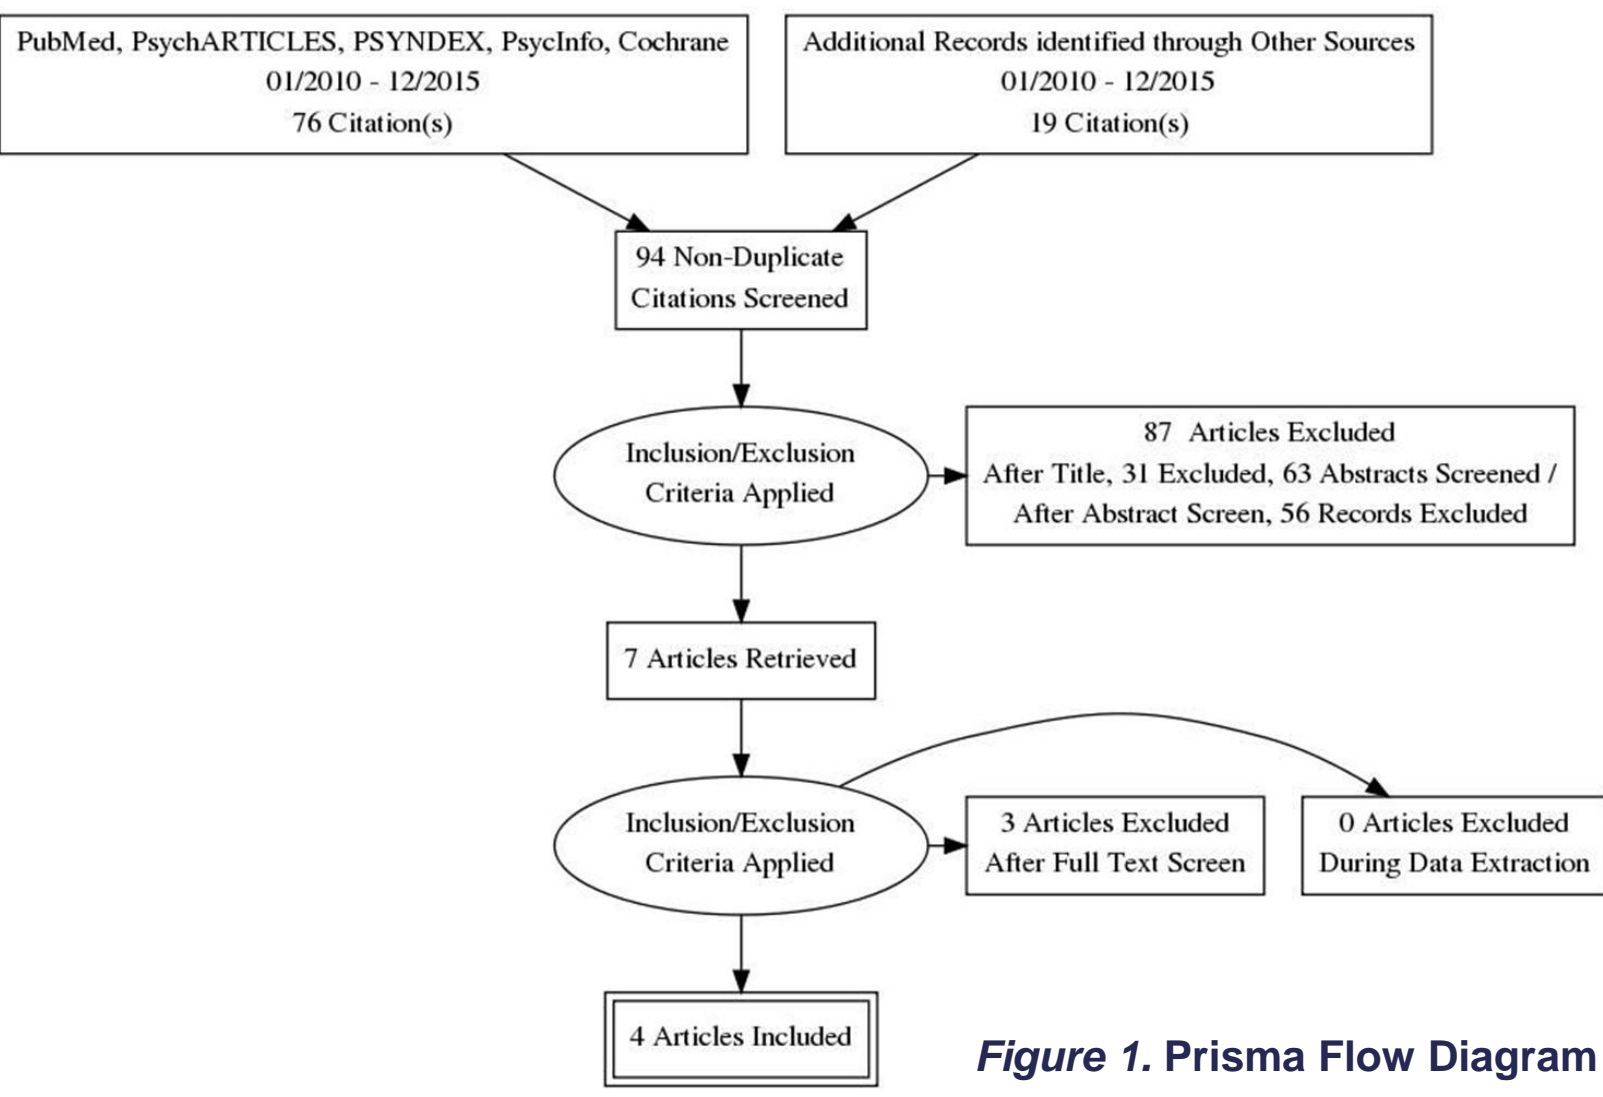 PubMed, PsychARTICLES, PSYNDEX, PsycInfo, Cochrane
01/2010 - 12/2015
76 Citation(s)
Additional Records identified through Other Sources
01/2010 - 12/2015
19 Citation(s)
94 Non-Duplicate
Citations Screened
Inclusion/Exclusion
Criteria Applied
87 Articles Excluded
After Title, 31 Excluded, 63 Abstracts Screened /
After Abstract Screen, 56 Records Excluded
7 Articles Retrieved
Inclusion/Exclusion
Criteria Applied
3 Articles Excluded
After Full Text Screen
0 Articles Excluded
During Data Extraction
4 Articles Included
Figure 1. Prisma Flow Diagram